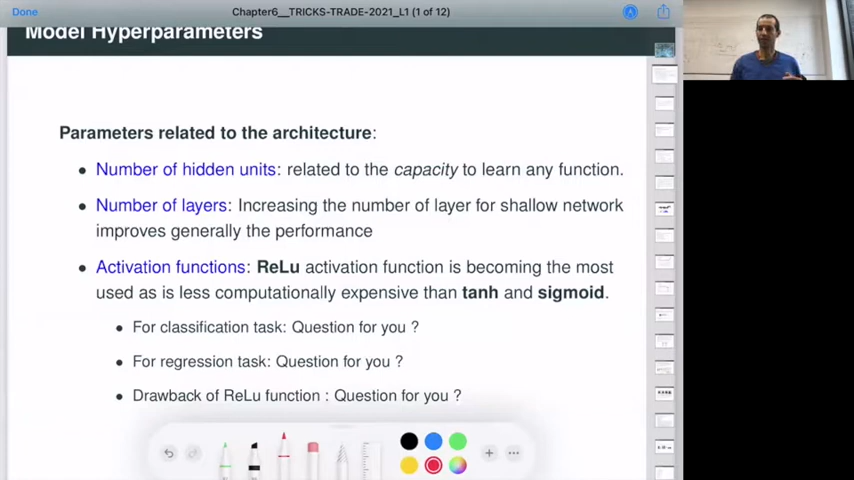 Done
Chapter6__TRICKS-TRADE-2021_L1 (1 of 12)
Model Hyperparameters
Parameters related to the architecture:
Number of hidden units: related to the capacity to learn any function.
Number of layers: Increasing the number of layer for shallow network
improves generally the performance
Activation functions: ReLu activation function is becoming the most
used as is less computationally expensive than tanh and sigmoid.
For classification task: Question for you ?
For regression task: Question for you ?
Drawback of ReLu function : Question for you ?